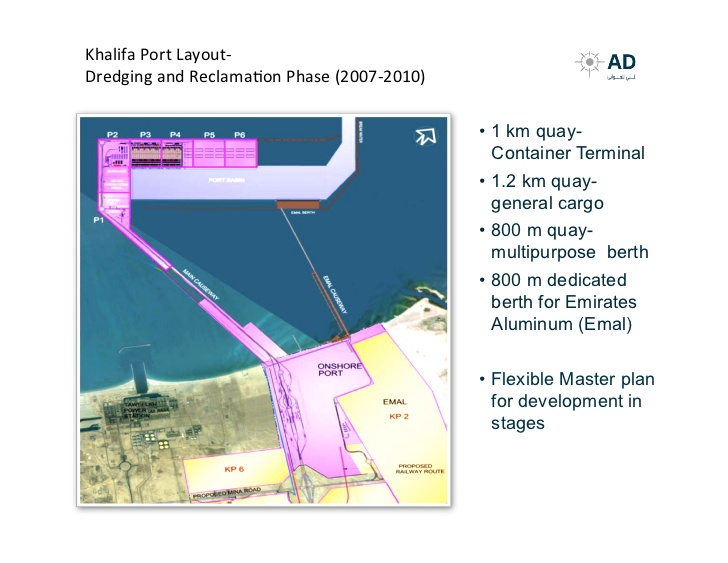 Khalifa Port Layout-
Dredging and Reclamation Phase (2007-2010)
AD
• 1 km quay-
Container Terminal
• 1.2 km quay-
general cargo
• 800 m quay-
multipurpose berth
• 800 m dedicated
berth for Emirates
Aluminum (Emal)
• Flexible Master plan
for development in
stages
P2
P3
P4
P5
P6
PORT BASIN
EMAL BERTH
P1
MAIN CAUSEWAY
EMAL CAUSEWAY
ONSHORE
PORT
EMAL
KP 2
TAWEELAH
POWER
STATION
KP 6
PROPOSED
RAILWAY ROUTE
PROPOSED MINA ROAD